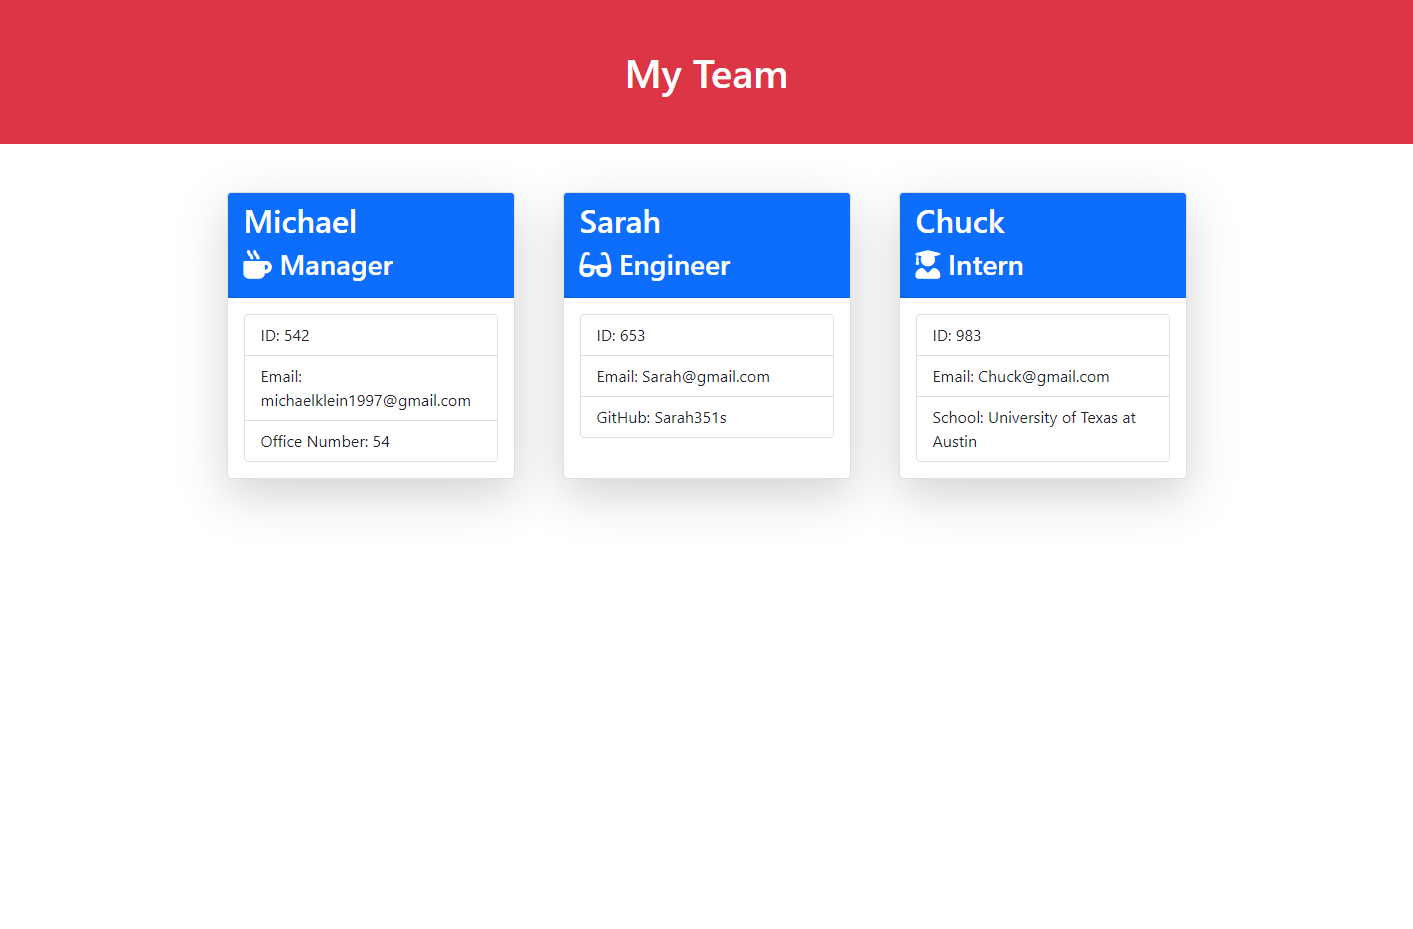 My Team
Michael
Manager
ID: 542
Email:
michaelklein1997@gmail.com
Office Number: 54
Sarah
Engineer
ID: 653
Email: Sarah@gmail.com
GitHub: Sarah351s
Chuck
Intern
ID: 983
Email: Chuck@gmail.com
School: University of Texas at
Austin